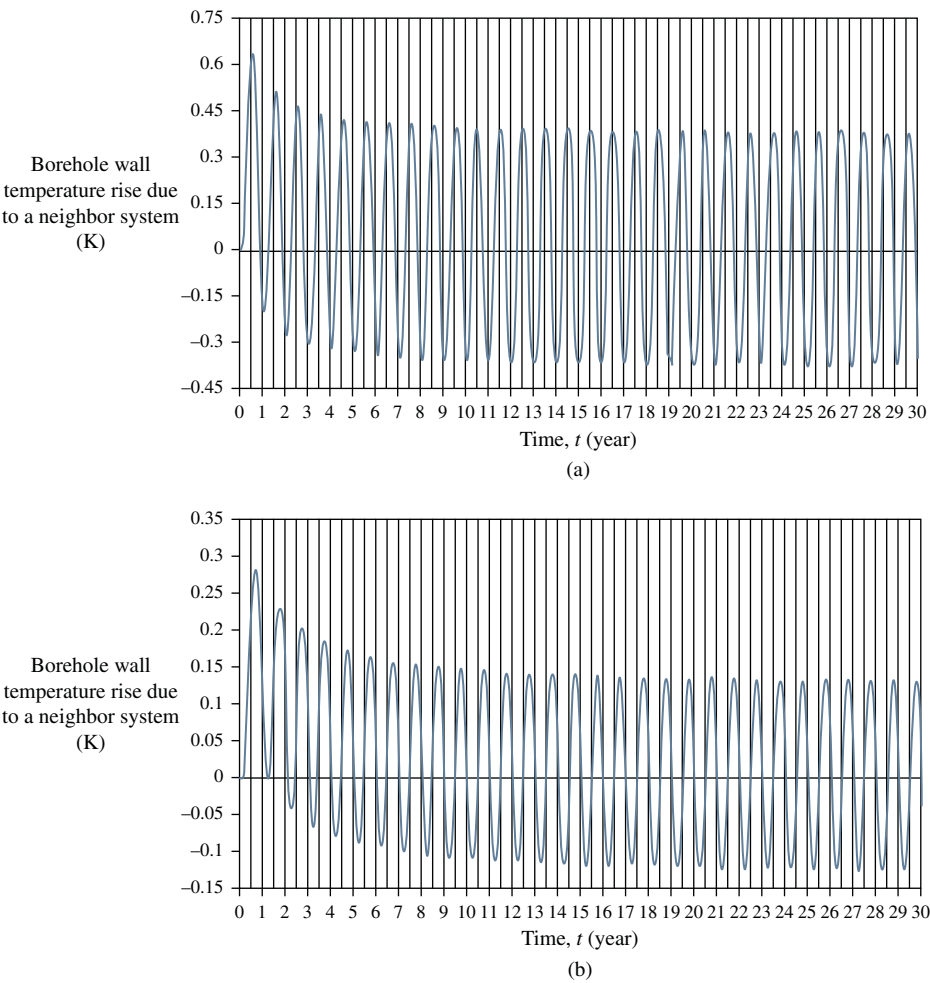 0.75
0.6
0.45
0.3
0.15
0
–0.15
–0.3
–0.45
Borehole wall
temperature rise due
to a neighbor system
(K)
0 1 2 3 4 5 6 7 8 9 10 11 12 13 14 15 16 17 18 19 20 21 22 23 24 25 26 27 28 29 30
Time, t (year)
(a)
0.35
0.3
0.25
0.2
0.15
0.1
0.05
0
–0.05
–0.1
–0.15
Borehole wall
temperature rise due
to a neighbor system
(K)
0 1 2 3 4 5 6 7 8 9 10 11 12 13 14 15 16 17 18 19 20 21 22 23 24 25 26 27 28 29 30
Time, t (year)
(b)